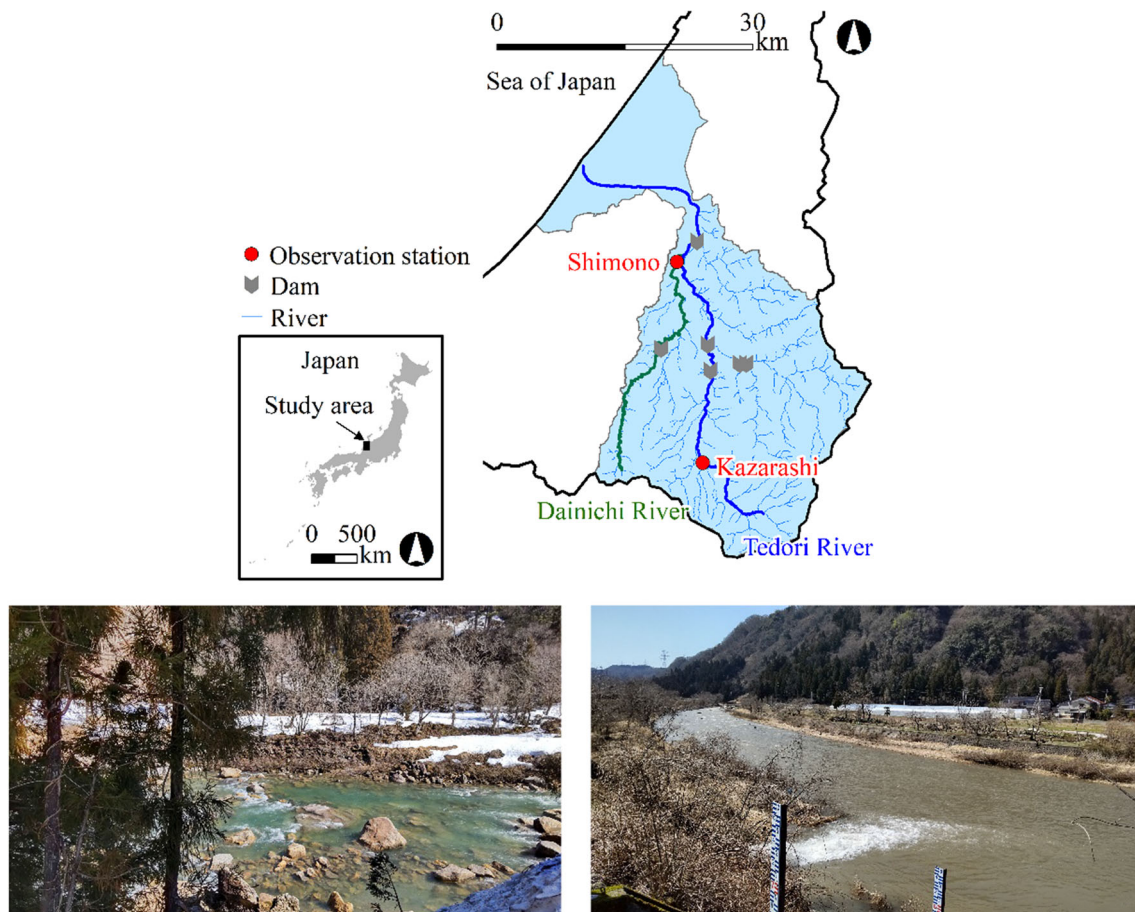 0 30
km
Sea of Japan
Shimono
Observation station
Dam
River
Japan
Study area
0 500
km
Kazarashi
Dainichi River
Tedori River